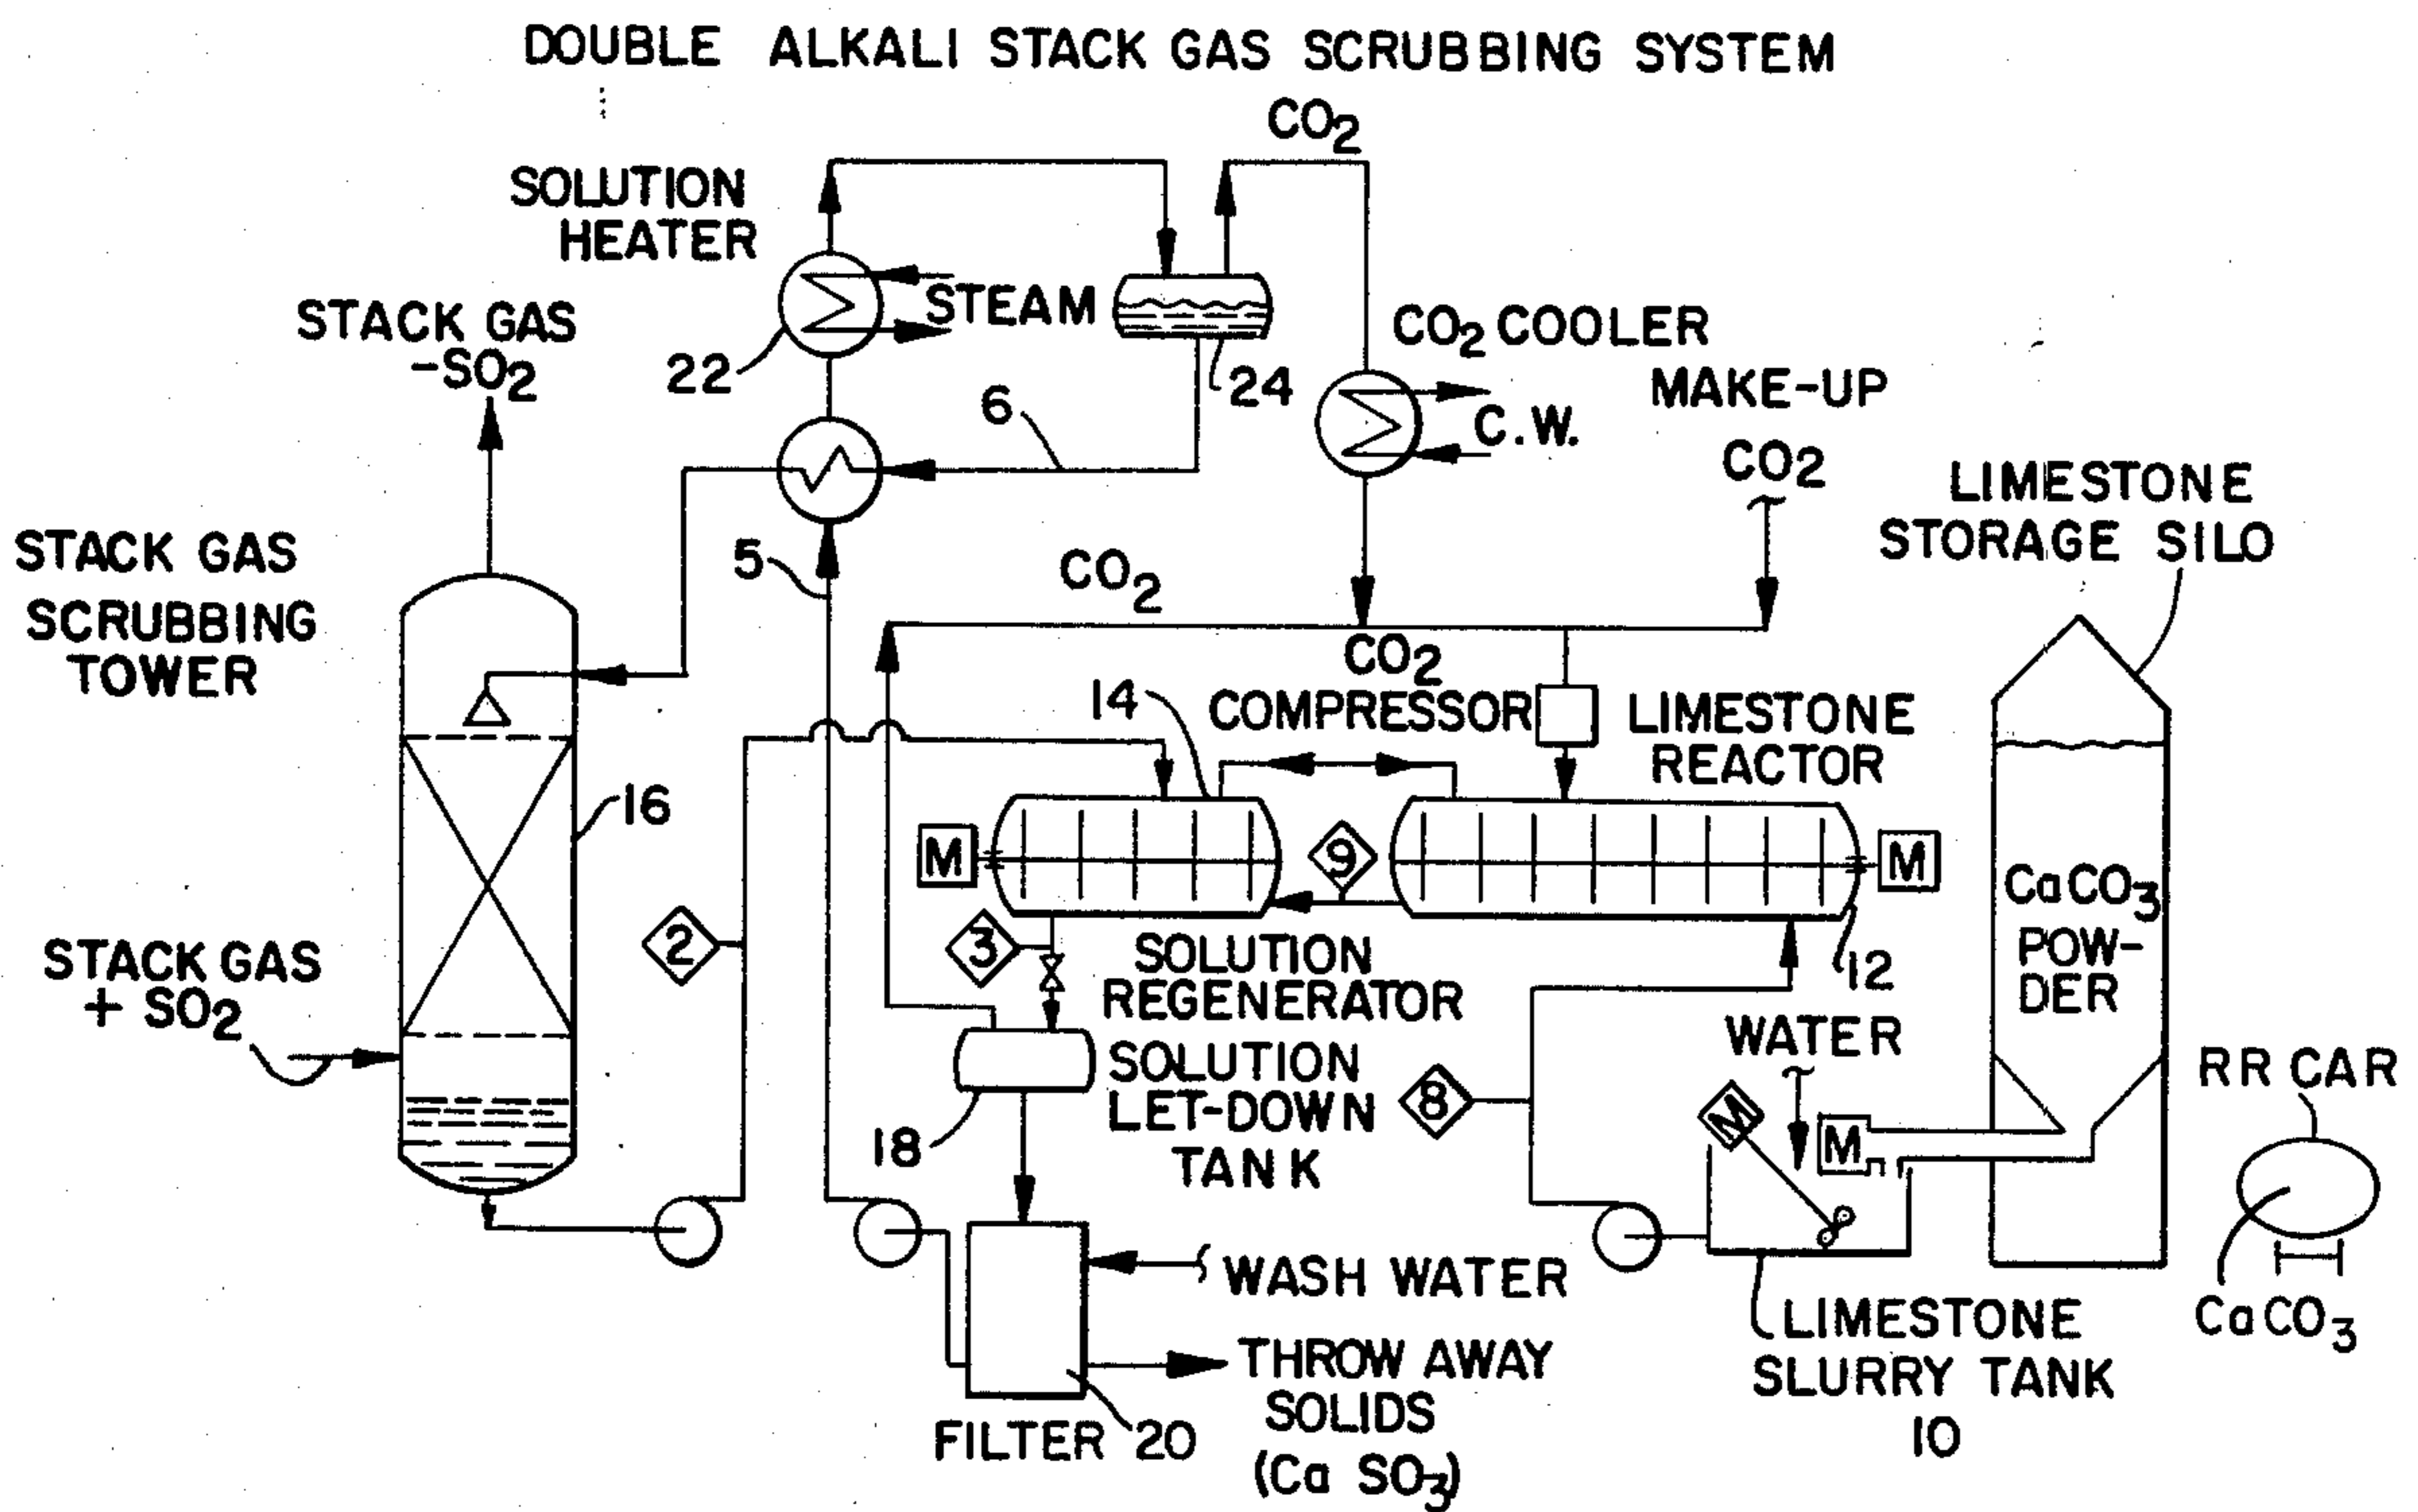 DOUBLE ALKALI STACK GAS SCRUBBING SYSTEM
CO2
SOLUTION
HEATER
STEAM
22
24
STACK GAS
-SO2
CO2 COOLER
C.W.
MAKE-UP
CO2
6
5
LIMESTONE
STORAGE SILO
STACK GAS
SCRUBBING
TOWER
CO2
CO2
COMPRESSOR
14
LIMESTONE
REACTOR
16
M
9
M
CaCO3
POW-
DER
2
3
STACK GAS
+ SO2
SOLUTION
REGENERATOR
12
SOLUTION
LET-DOWN
TANK
18
8
WATER
M
M
RR CAR
CaCO3
WASH WATER
THROW AWAY
SOLIDS
(Ca SO3)
FILTER 20
LIMESTONE
SLURRY TANK
10